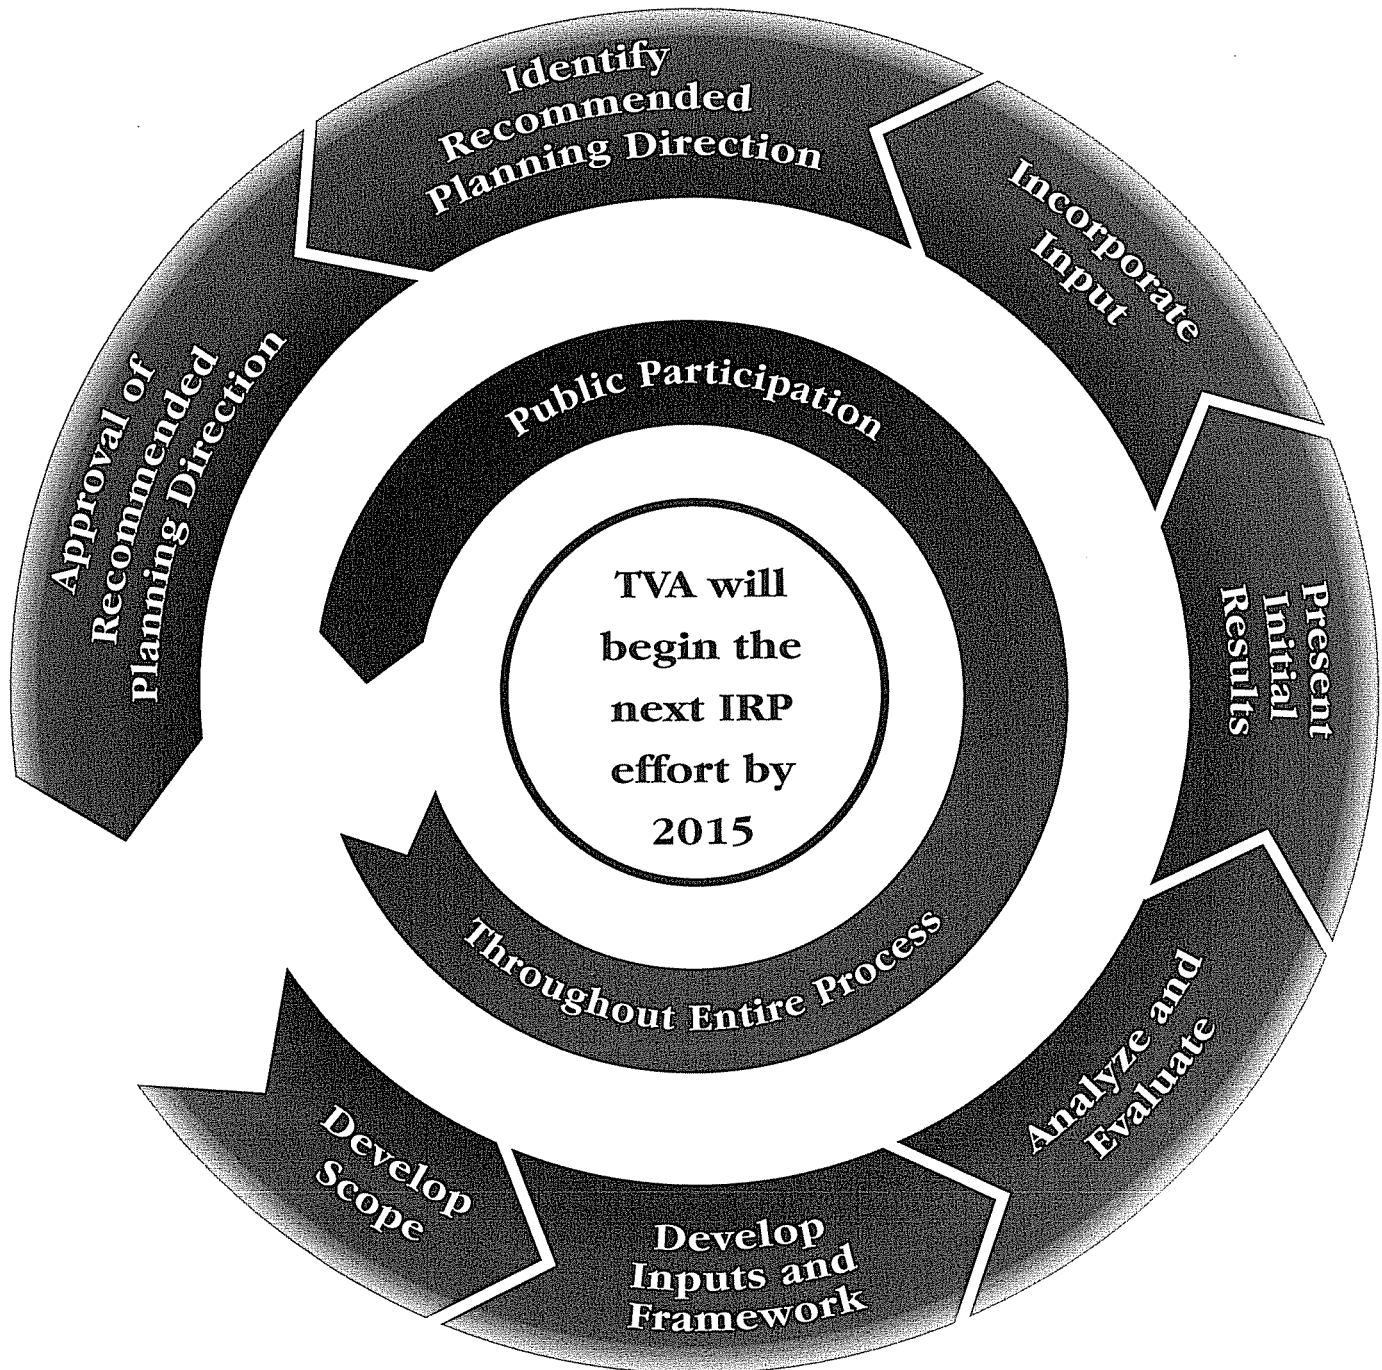 Identify
Recommended
Planning Direction
Incorporate
Input
Present
Initial
Results
Analyze and
Evaluate
Develop
Inputs and
Framework
Develop
Scope
Approval of
Recommended
Planning Direction
Public Participation
Throughout Entire Process
TVA will
begin the
next IRP
effort by
2015